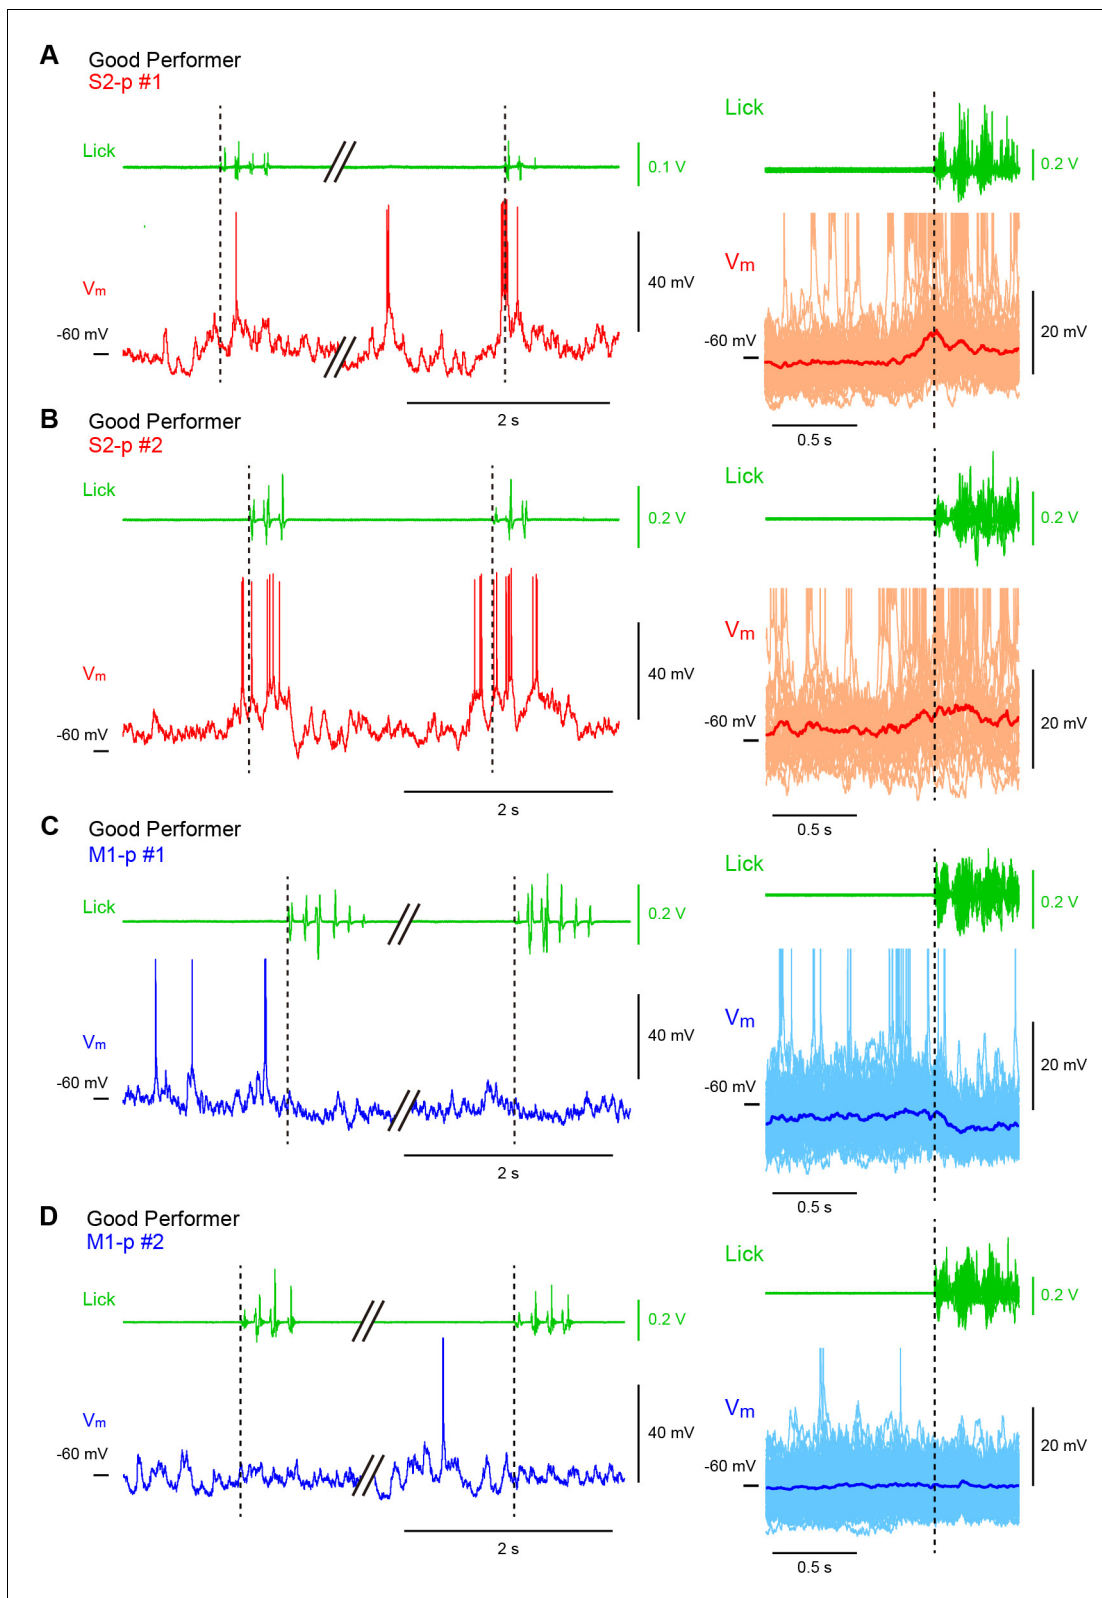 A
Good Performer
S2-p #1
Lick
0.1 V
Vm
40 mV
-60 mV
2 s
Lick
0.2 V
Vm
-60 mV
20 mV
0.5 s
B
Good Performer
S2-p #2
Lick
0.2 V
Vm
40 mV
-60 mV
2 s
Lick
0.2 V
Vm
-60 mV
20 mV
0.5 s
C
Good Performer
M1-p #1
Lick
0.2 V
Vm
40 mV
-60 mV
2 s
Lick
0.2 V
Vm
-60 mV
20 mV
0.5 s
D
Good Performer
M1-p #2
Lick
0.2 V
Vm
40 mV
-60 mV
2 s
Lick
0.2 V
Vm
-60 mV
20 mV
0.5 s